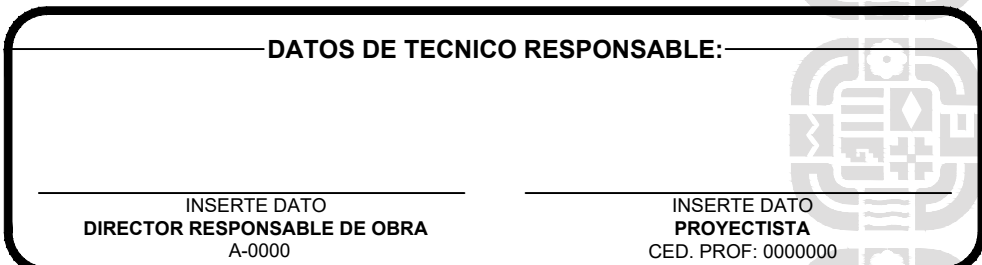 DATOS DE TECNICO RESPONSABLE:
INSERTE DATO
DIRECTOR RESPONSABLE DE OBRA
A-0000
INSERTE DATO
PROYECTISTA
CED. PROF: 0000000